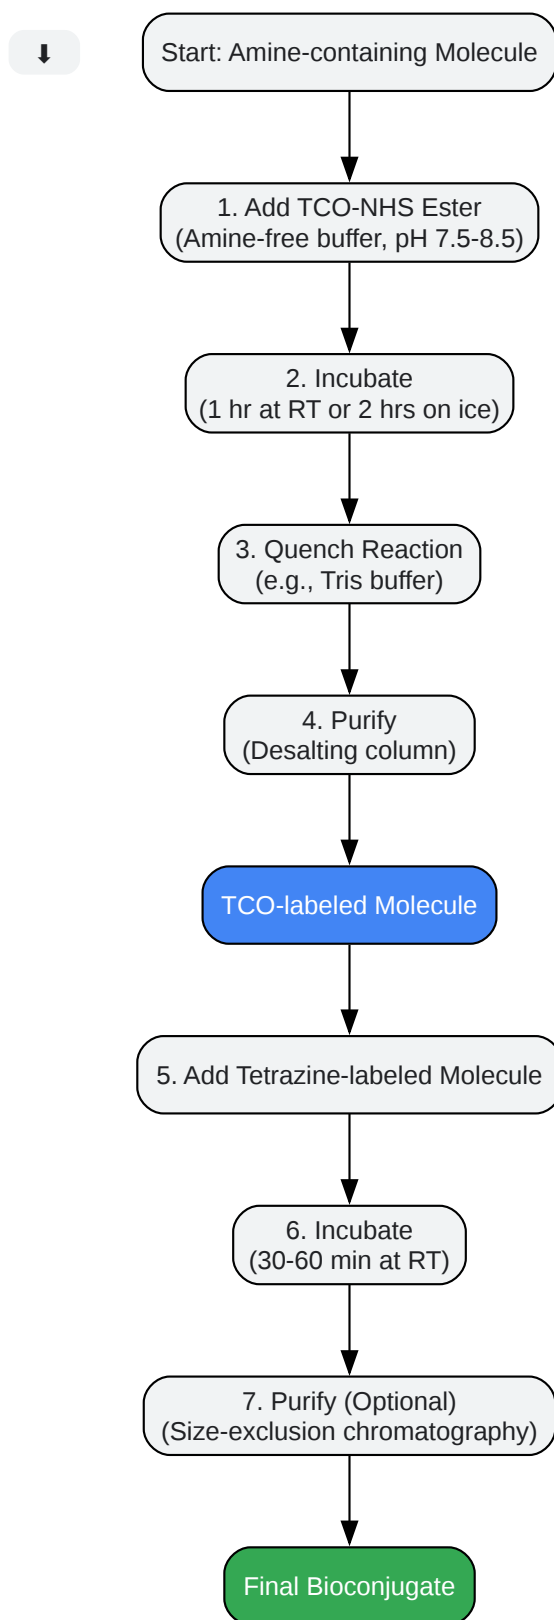 Start: Amine-containing Molecule
1. Add TCO-NHS Ester
(Amine-free buffer, pH 7.5-8.5)
2. Incubate
(1 hr at RT or 2 hrs on ice)
3. Quench Reaction
(e.g., Tris buffer)
4. Purify
(Desalting column)
TCO-labeled Molecule
5. Add Tetrazine-labeled Molecule
6. Incubate
(30-60 min at RT)
7. Purify (Optional)
(Size-exclusion chromatography)
Final Bioconjugate